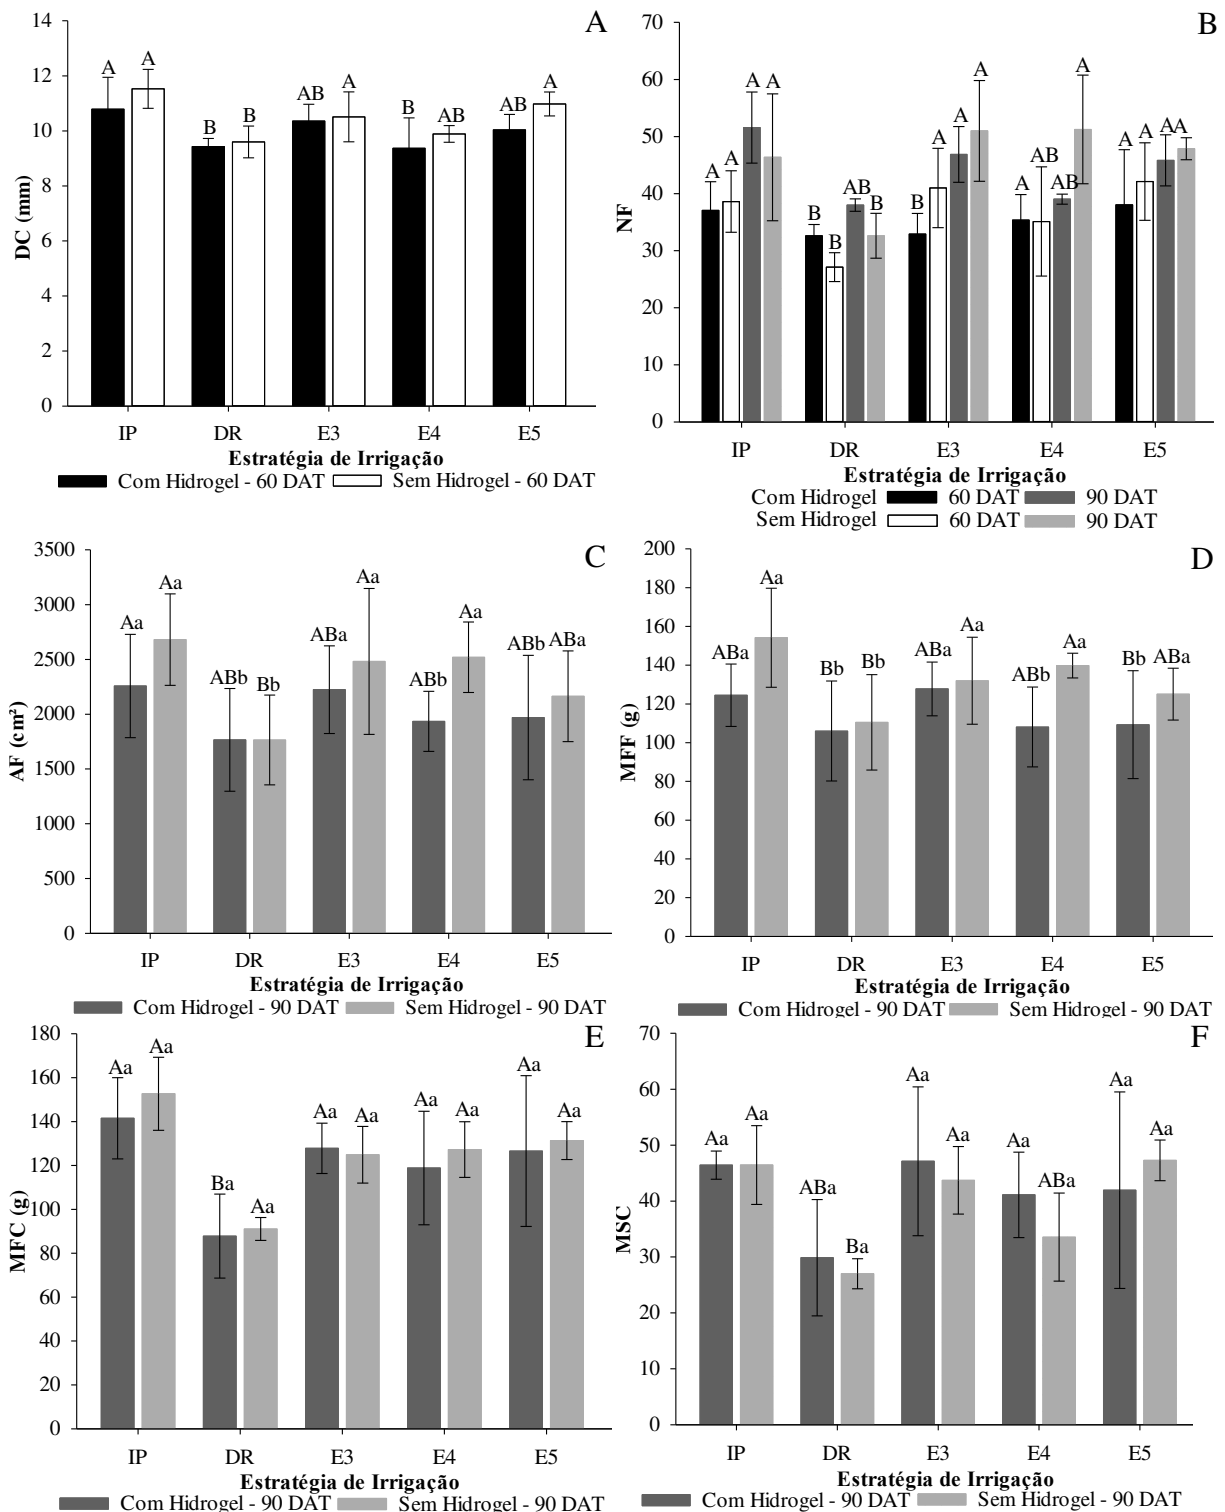 A
DC (mm)
14
12
10
8
6
4
2
0
A A B B AB A B AB AB A
IP DR E3 E4 E5
Estratégia de Irrigação
Com Hidrogel - 60 DAT Sem Hidrogel - 60 DAT
B
NF
70
60
50
40
30
20
10
0
A A A A B B AB B B A A A A AB AB A A A A A
IP DR E3 E4 E5
Estratégia de Irrigação
Com Hidrogel 60 DAT 90 DAT
Sem Hidrogel 60 DAT 90 DAT
C
AF (cm²)
3500
3000
2500
2000
1500
1000
500
0
Aa Aa ABb Bb ABa Aa ABb Aa ABb ABa
IP DR E3 E4 E5
Estratégia de Irrigação
Com Hidrogel - 90 DAT Sem Hidrogel - 90 DAT
D
MFF (g)
200
180
160
140
120
100
80
60
40
20
0
ABa Aa Bb Bb ABa Aa ABb Aa Bb ABa
IP DR E3 E4 E5
Estratégia de Irrigação
Com Hidrogel - 90 DAT Sem Hidrogel - 90 DAT
E
MFC (g)
180
160
140
120
100
80
60
40
20
0
Aa Aa Ba Aa Aa Aa Aa Aa Aa Aa
IP DR E3 E4 E5
Estratégia de Irrigação
Com Hidrogel - 90 DAT Sem Hidrogel - 90 DAT
F
MSC
70
60
50
40
30
20
10
0
Aa Aa ABa Ba Aa Aa Aa ABa Aa Aa
IP DR E3 E4 E5
Estratégia de Irrigação
Com Hidrogel - 90 DAT Sem Hidrogel - 90 DAT